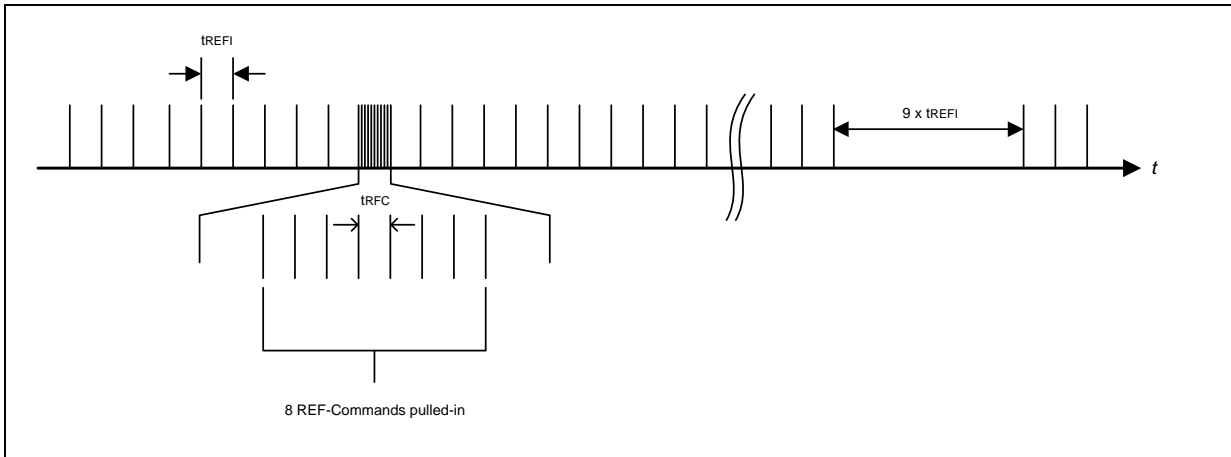 tREFI
9 x tREFI
t
tRFC
8 REF-Commands pulled-in